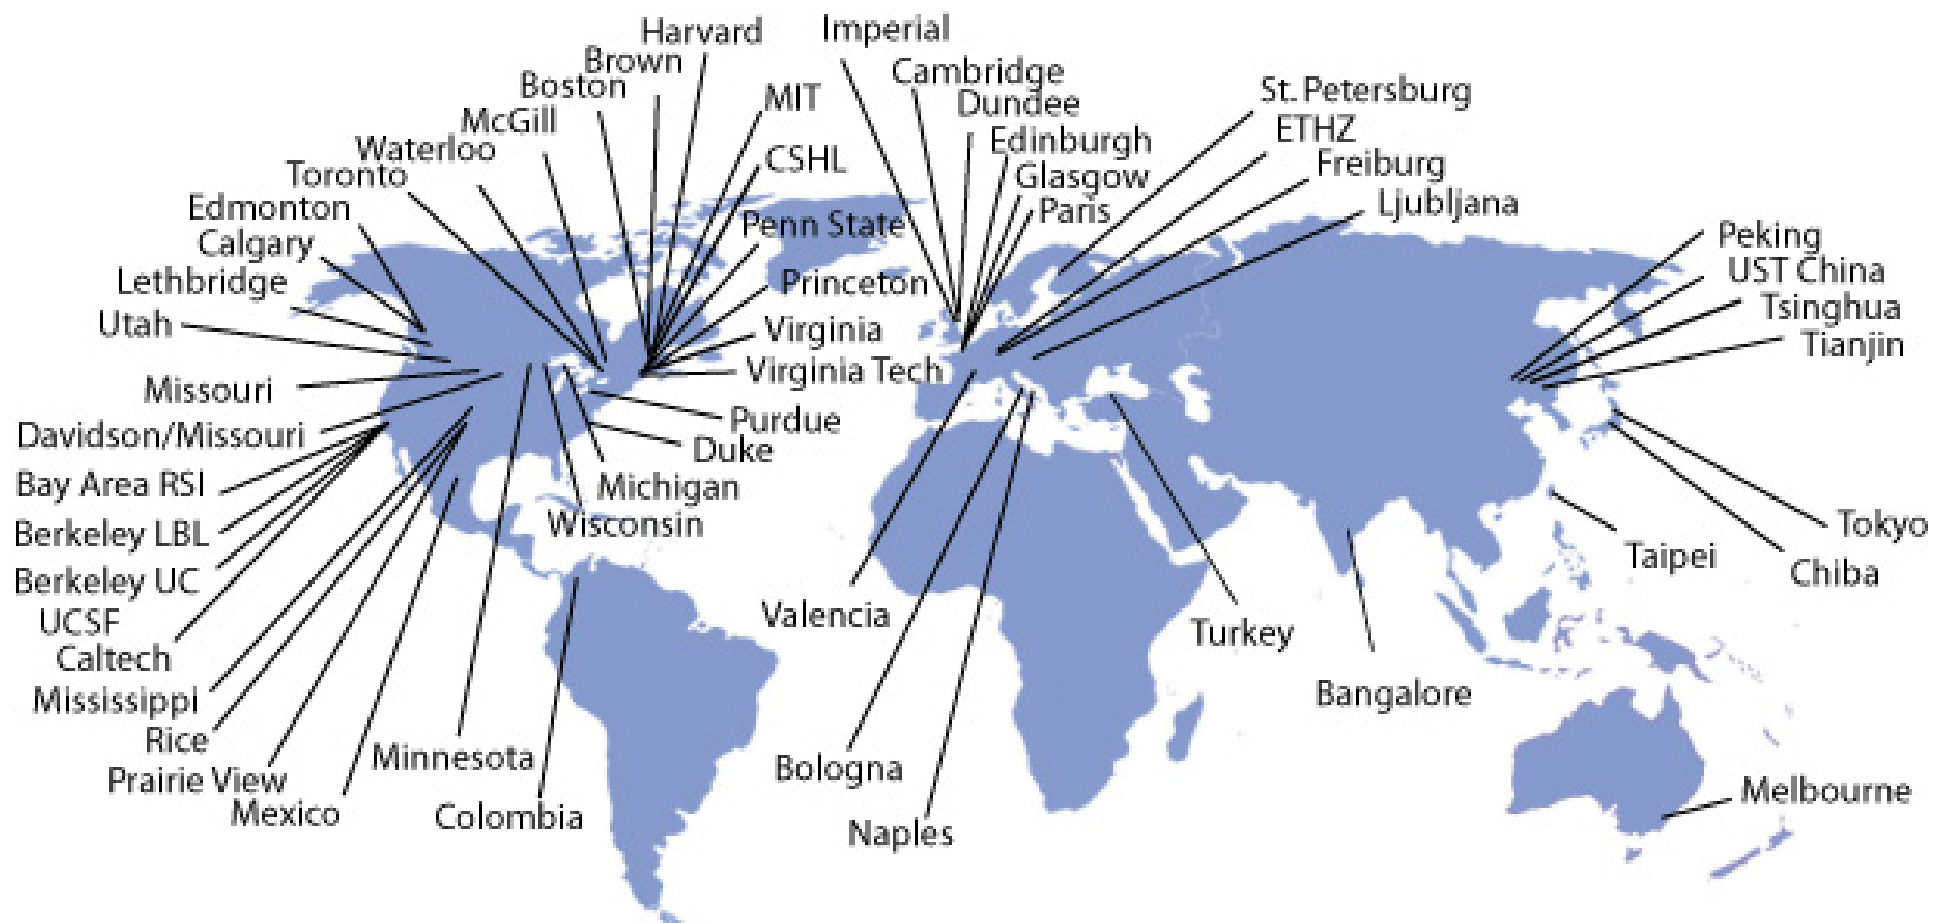 Harvard
Brown
Boston
McGill
Waterloo
Toronto
Edmonton
Calgary
Lethbridge
Utah
Missouri
Davidson/Missouri
Bay Area RSI
Berkeley LBL
Berkeley UC
UCSF
Caltech
Mississippi
Rice
Prairie View
Mexico
Minnesota
Colombia
MIT
CSHL
Penn State
Princeton
Virginia
Virginia Tech
Purdue
Duke
Michigan
Wisconsin
Imperial
Cambridge
Dundee
Edinburgh
Glasgow
Paris
St. Petersburg
ETHZ
Freiburg
Ljubljana
Valencia
Bologna
Naples
Turkey
Bangalore
Peking
UST China
Tsinghua
Tianjin
Tokyo
Chiba
Taipei
Melbourne